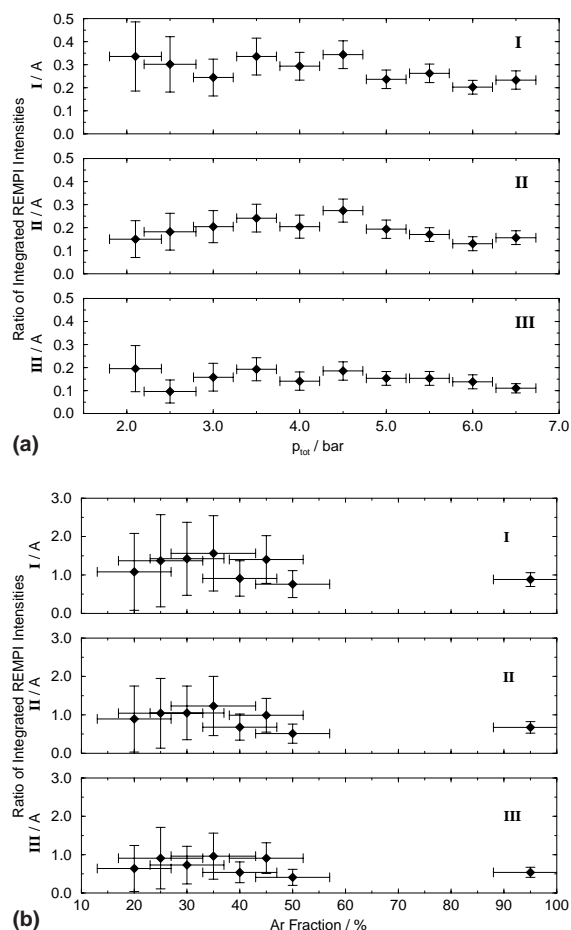 Ratio of Integrated REMPI Intensities
I / A
0.5
0.4
0.3
0.2
0.1
0.0
I
II / A
0.5
0.4
0.3
0.2
0.1
0.0
II
III / A
0.5
0.4
0.3
0.2
0.1
0.0
III
2.0 3.0 4.0 5.0 6.0 7.0
p_tot / bar
(a)
Ratio of Integrated REMPI Intensities
I / A
3.0
2.0
1.0
0.0
I
II / A
3.0
2.0
1.0
0.0
II
III / A
3.0
2.0
1.0
0.0
III
10 20 30 40 50 60 70 80 90 100
Ar Fraction / %
(b)